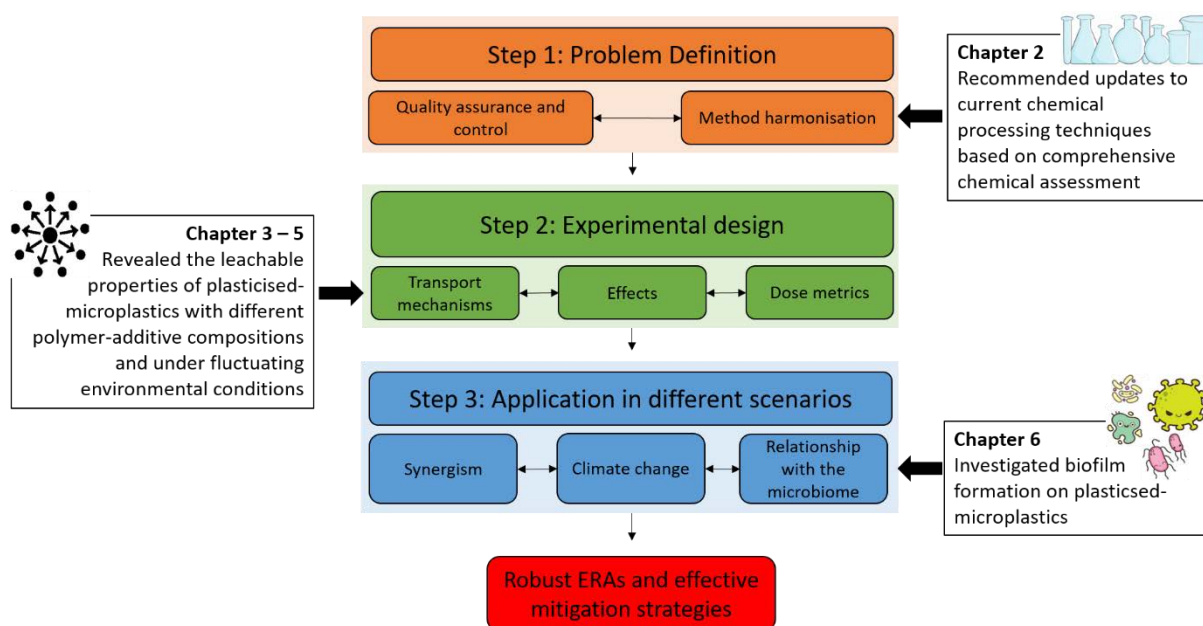 Step 1: Problem Definition
Quality assurance and
control
Method harmonisation
Chapter 2
Recommended updates to
current chemical
processing techniques
based on comprehensive
chemical assessment
Step 2: Experimental design
Transport
mechanisms
Effects
Dose metrics
Chapter 3 – 5
Revealed the leachable
properties of plasticised-
microplastics with different
polymer-additive compositions
and under fluctuating
environmental conditions
Step 3: Application in different scenarios
Synergism
Climate change
Relationship
with the
microbiome
Chapter 6
Investigated biofilm
formation on plasticsed-
microplastics
Robust ERAs and effective
mitigation strategies